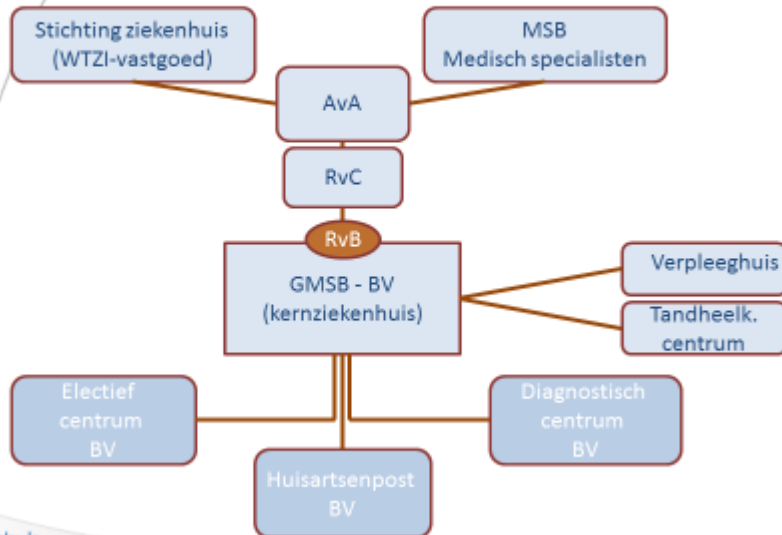 Stichting ziekenhuis
(WTZI-vastgoed)
MSB
Medisch specialisten
AvA
RvC
RvB
GMSB - BV
(kernziekenhuis)
Verpleeghuis
Tandheelk.
centrum
Electief
centrum
BV
Diagnostisch
centrum
BV
Huisartsenpost
BV